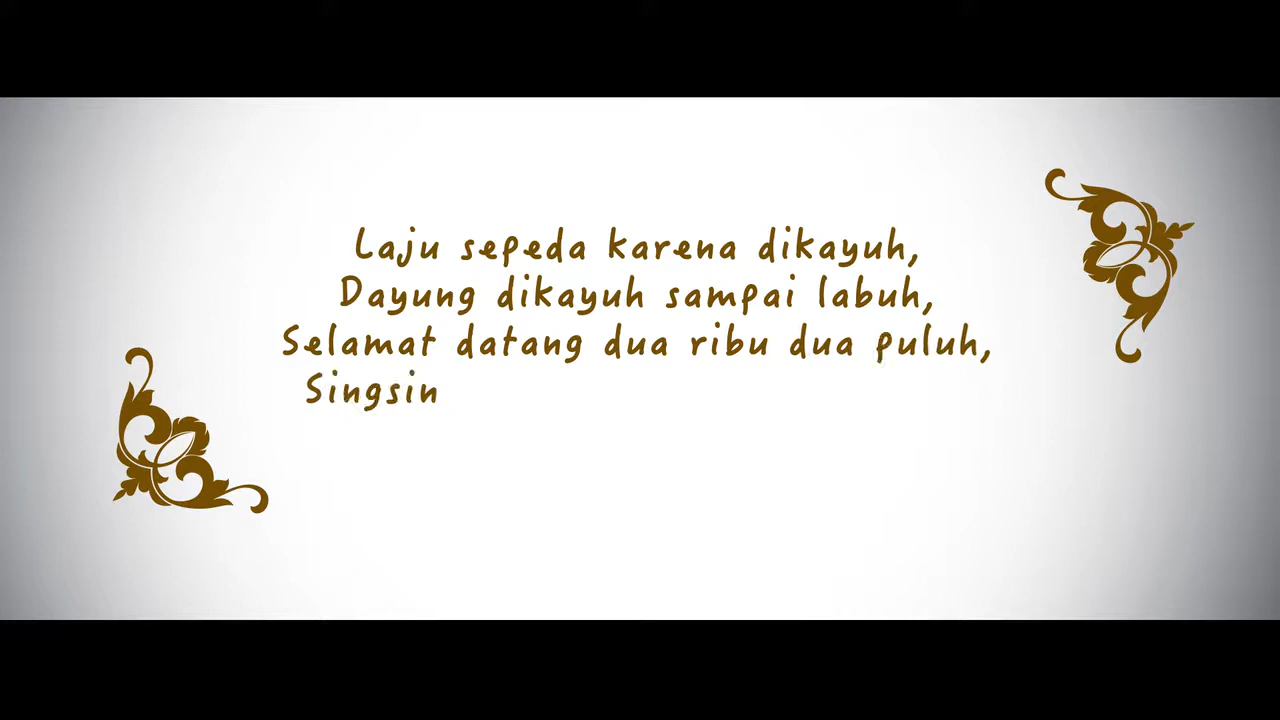 Laju sepeda karena dikayuh,
Dayung dikayuh sampai labuh,
Selamat datang dua ribu dua puluh,
Singsin